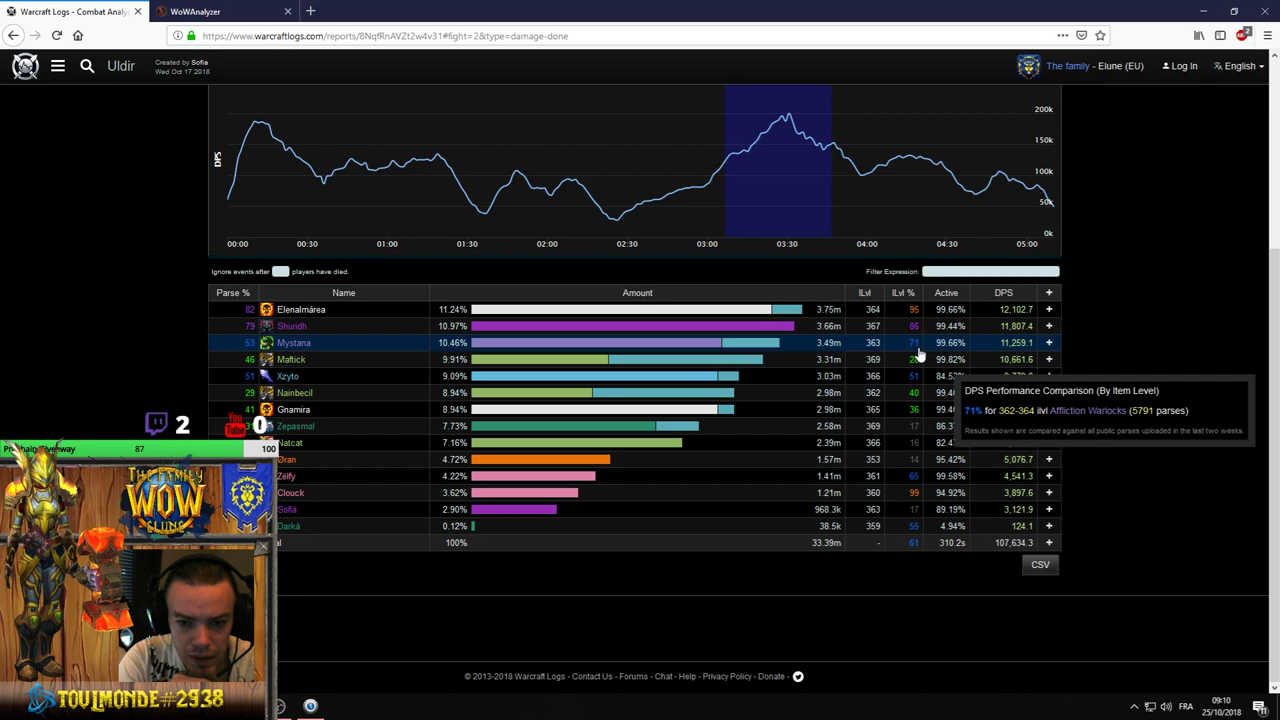 Warcraft Logs - Combat Analy
WoWAnalyzer
https://www.warcraftlogs.com/reports/8NqfRnAVZt2w4v31#fight=2&type=damage-done
2
Uldir
Created by Sofia
Wed Oct 17 2018
The family - Elune (EU)
Log In
English
DPS
200k
150k
100k
50k
0k
00:00 00:30 01:00 01:30 02:00 02:30 03:00 03:30 04:00 04:30 05:00
Ignore events after players have died.
Filter Expression:
Parse % Name Amount ILvl ILvl % Active DPS +
82 Elenalmárea 11.24% 3.75m 364 95 99.66% 12,102.7 +
79 Shuridh 10.97% 3.66m 367 86 99.44% 11,807.4 +
53 Mystana 10.46% 3.49m 363 71 99.66% 11,259.1 +
46 Maftick 9.91% 3.31m 369 99.82% 10,661.6 +
51 Xzyto 9.09% 3.03m 366 51 84.53%
29 Nainbecil 8.94% 2.98m 362 40
41 Gnamira 8.94% 2.98m 365 36
Zepasmal 7.73% 2.58m 369 17
Natcat 7.16% 2.39m 366 16
Øran 4.72% 1.57m 353 14 95.42% 5,076.7 +
Zelfy 4.22% 1.41m 361 65 99.58% 4,541.3 +
Clouck 3.62% 1.21m 360 99 94.92% 3,897.6 +
Sofiá 2.90% 968.3k 363 17 89.19% 3,121.9 +
Darká 0.12% 38.5k 359 55 4.94% 124.1 +
al 100% 33.39m - 61 310.2s 107,634.3 +
DPS Performance Comparison (By Item Level)
71% for 362-364 ilvl Affliction Warlocks (5791 parses)
Results shown are compared against all public parses uploaded in the last two weeks.
CSV
2
You Tube 0
87 100
THE FAMILY
WOW
ELUNE
TOULMONDE#2938
© 2013-2018 Warcraft Logs - Contact Us - Forums - Chat - Help - Privacy Policy - Donate -
FRA
09:10
25/10/2018
11